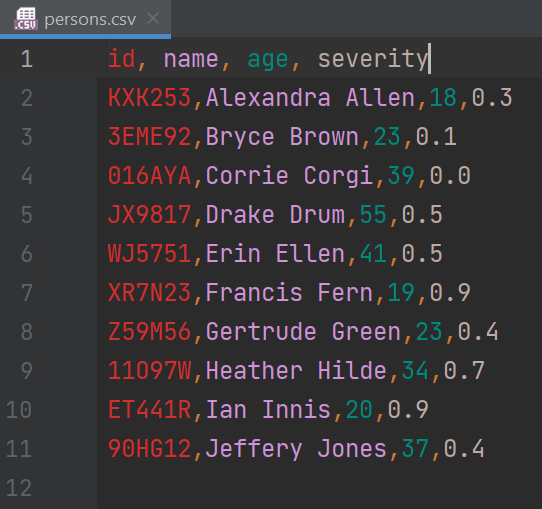 persons.csv
1 id, name, age, severity
2 KXK253,Alexandra Allen,18,0.3
3 3EME92,Bryce Brown,23,0.1
4 016AYA,Corrie Corgi,39,0.0
5 JX9817,Drake Drum,55,0.5
6 WJ5751,Erin Ellen,41,0.5
7 XR7N23,Francis Fern,19,0.9
8 Z59M56,Gertrude Green,23,0.4
9 11O97W,Heather Hilde,34,0.7
10 ET441R,Ian Innis,20,0.9
11 90HG12,Jeffery Jones,37,0.4
12